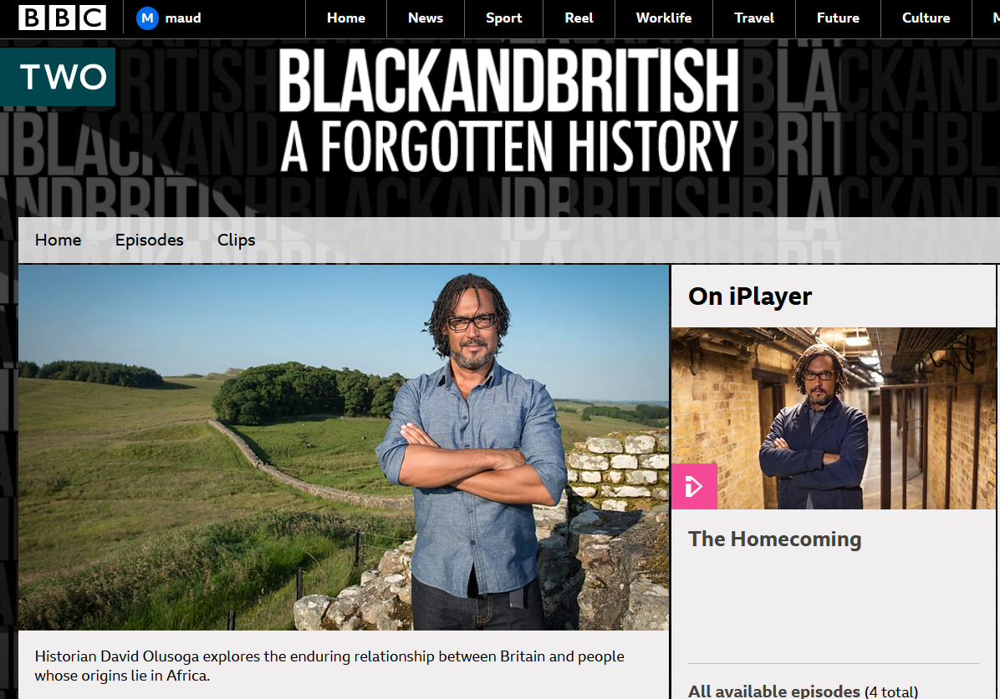 BBC
M maud
Home News Sport Reel Worklife Travel Future Culture M
TWO
BLACKANDBRITISH
A FORGOTTEN HISTORY
Home Episodes Clips
On iPlayer
The Homecoming
Historian David Olusoga explores the enduring relationship between Britain and people
whose origins lie in Africa.
All available episodes (4 total)